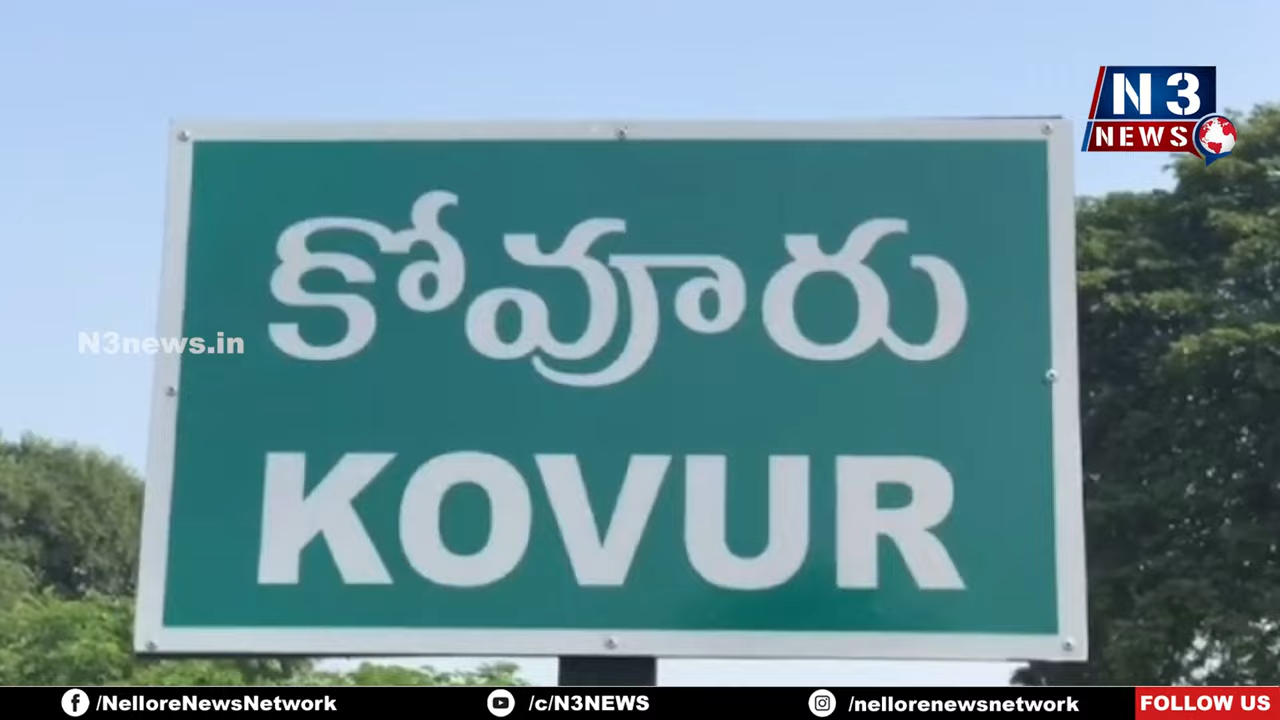 N3
NEWS
కోవూరు
N3news.in
KOVUR
/NelloreNewsNetwork
/c/N3NEWS
/nellorenewsnetwork
FOLLOW US